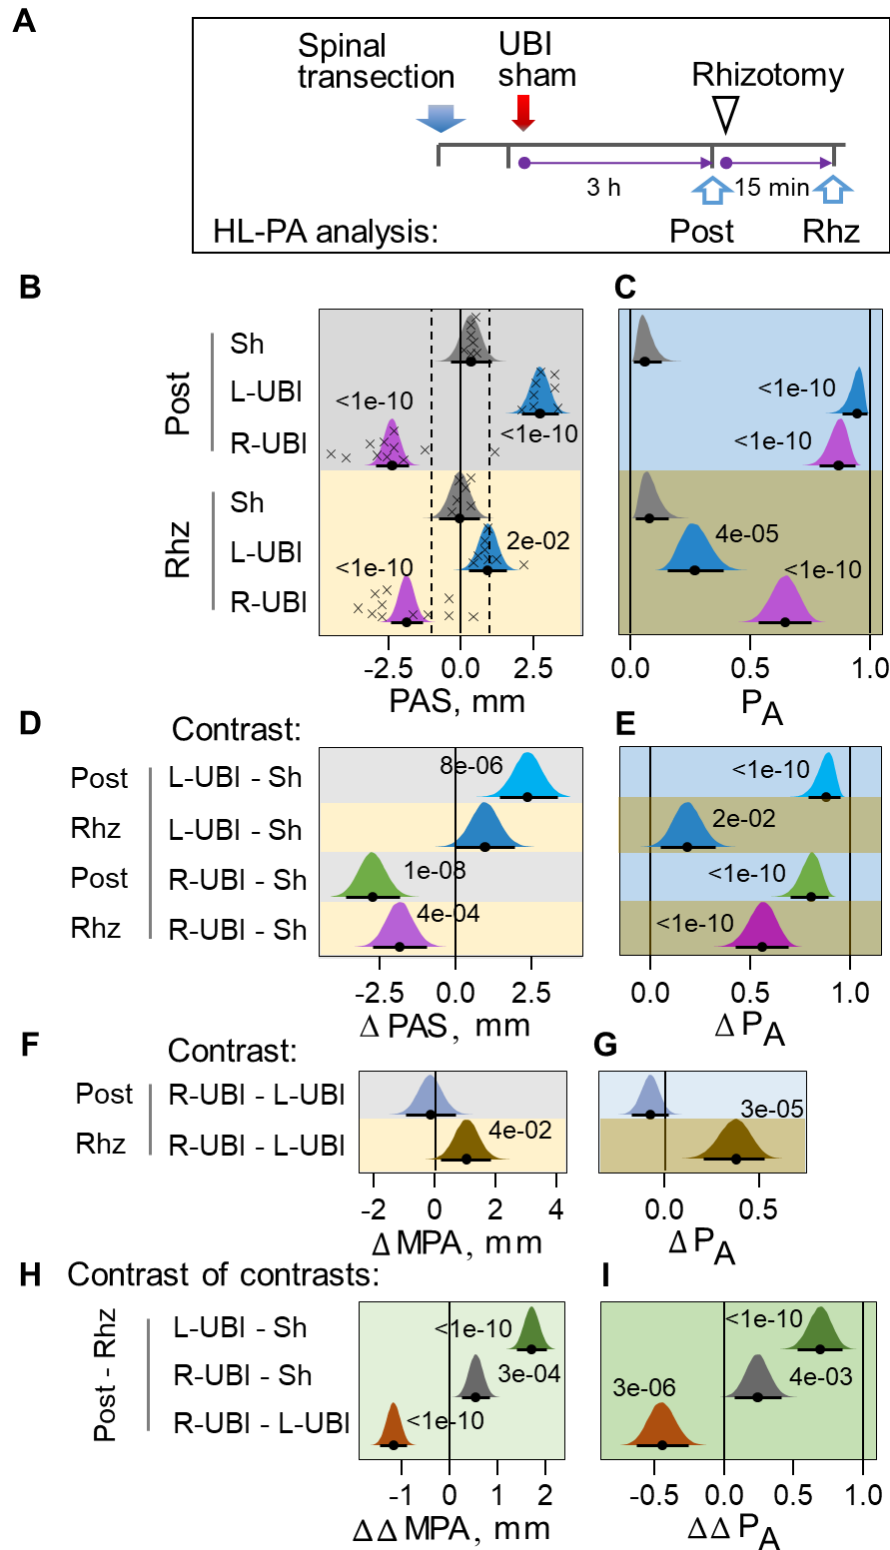 A
Spinal transection
UBI sham
Rhizotomy
3 h
15 min
HL-PA analysis:
Post
Rhz
B
C
Post
Sh
L-UBI
<1e-10
<1e-10
<1e-10
R-UBI
<1e-10
Rhz
Sh
L-UBI
2e-02
4e-05
R-UBI
<1e-10
<1e-10
-2.5
0.0
2.5
0.0
0.5
1.0
PAS, mm
PA
D
Contrast:
E
Post
L-UBI - Sh
8e-06
<1e-10
Rhz
L-UBI - Sh
2e-02
Post
R-UBI - Sh
1e-08
<1e-10
Rhz
R-UBI - Sh
4e-04
<1e-10
-2.5
0.0
2.5
0.0
0.5
1.0
Δ PAS, mm
Δ PA
F
Contrast:
G
Post
R-UBI - L-UBI
Rhz
R-UBI - L-UBI
4e-02
3e-05
-2
0
2
4
0.0
0.5
Δ MPA, mm
Δ PA
H
Contrast of contrasts:
I
Post - Rhz
L-UBI - Sh
<1e-10
<1e-10
R-UBI - Sh
3e-04
4e-03
R-UBI - L-UBI
<1e-10
3e-06
-1
0
1
2
-0.5
0.0
0.5
1.0
Δ Δ MPA, mm
Δ Δ PA